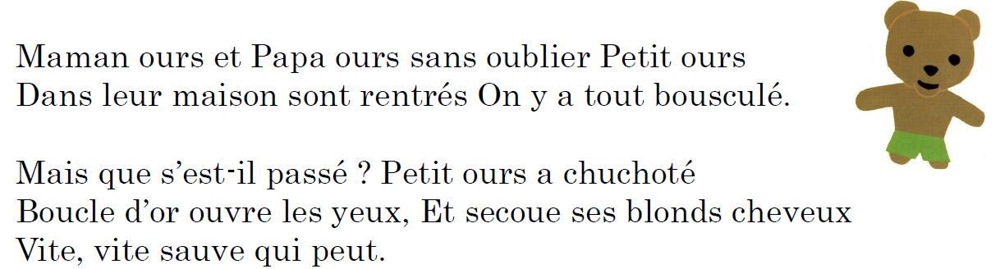 Maman ours et Papa ours sans oublier Petit ours
Dans leur maison sont rentrés On y a tout bousculé.
Mais que s'est-il passé ? Petit ours a chuchoté
Boucle d'or ouvre les yeux, Et secoue ses blonds cheveux
Vite, vite sauve qui peut.